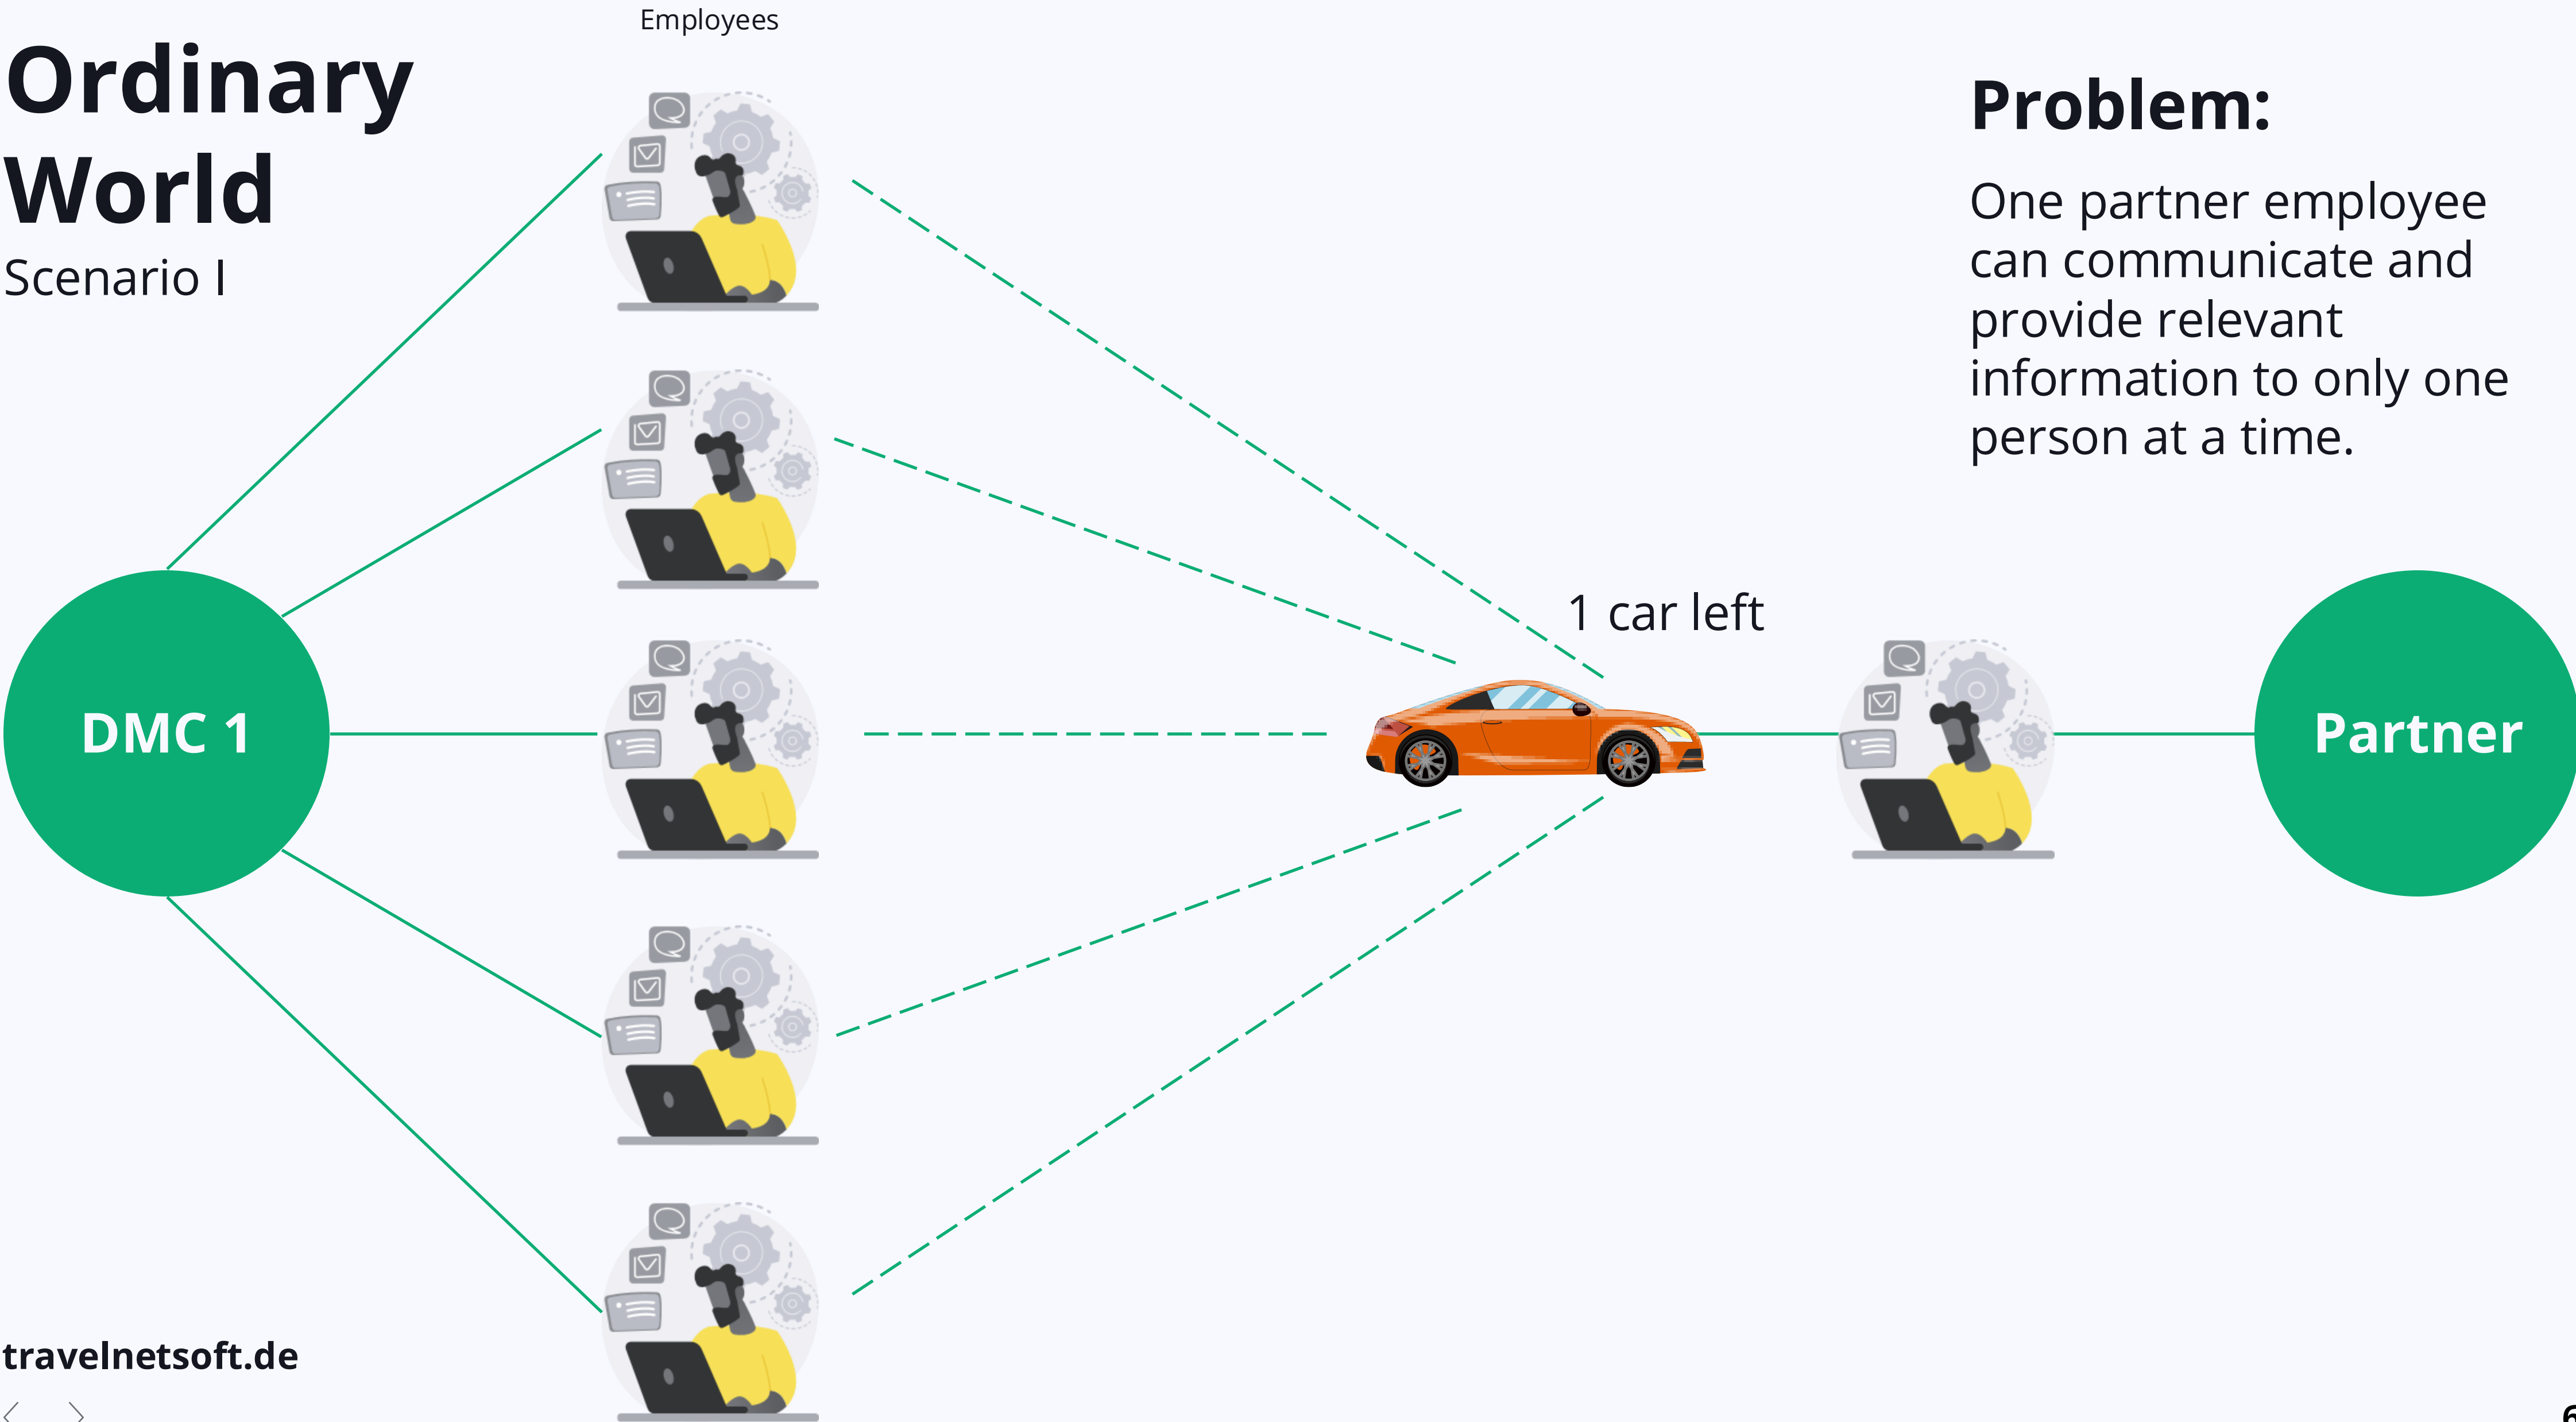 Employees
Ordinary
World
Scenario I
Problem:
One partner employee
can communicate and
provide relevant
information to only one
person at a time.
1 car left
DMC 1
Partner
travelnetsoft.de